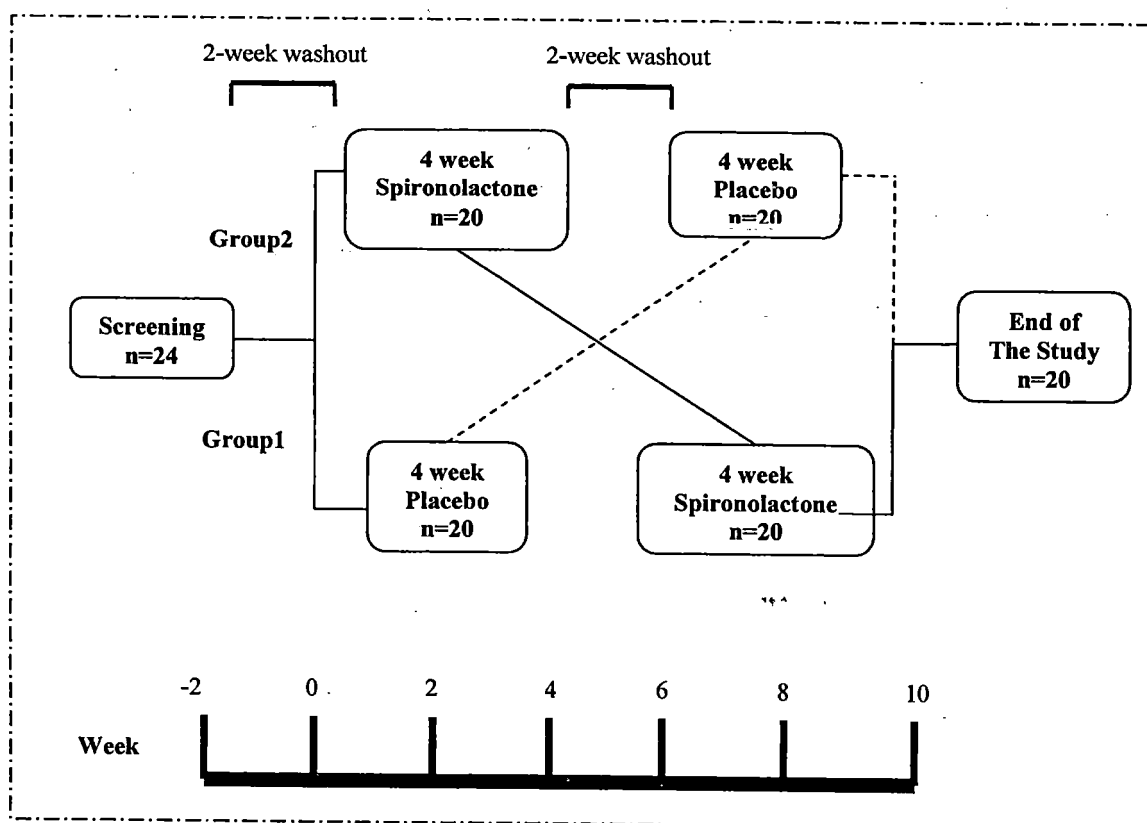 2-week washout
2-week washout
4 week
Spironolactone
n=20
4 week
Placebo
n=20
Group2
Screening
n=24
End of
The Study
n=20
Group1
4 week
Placebo
n=20
4 week
Spironolactone
n=20
-2 0 2 4 6 8 10
Week